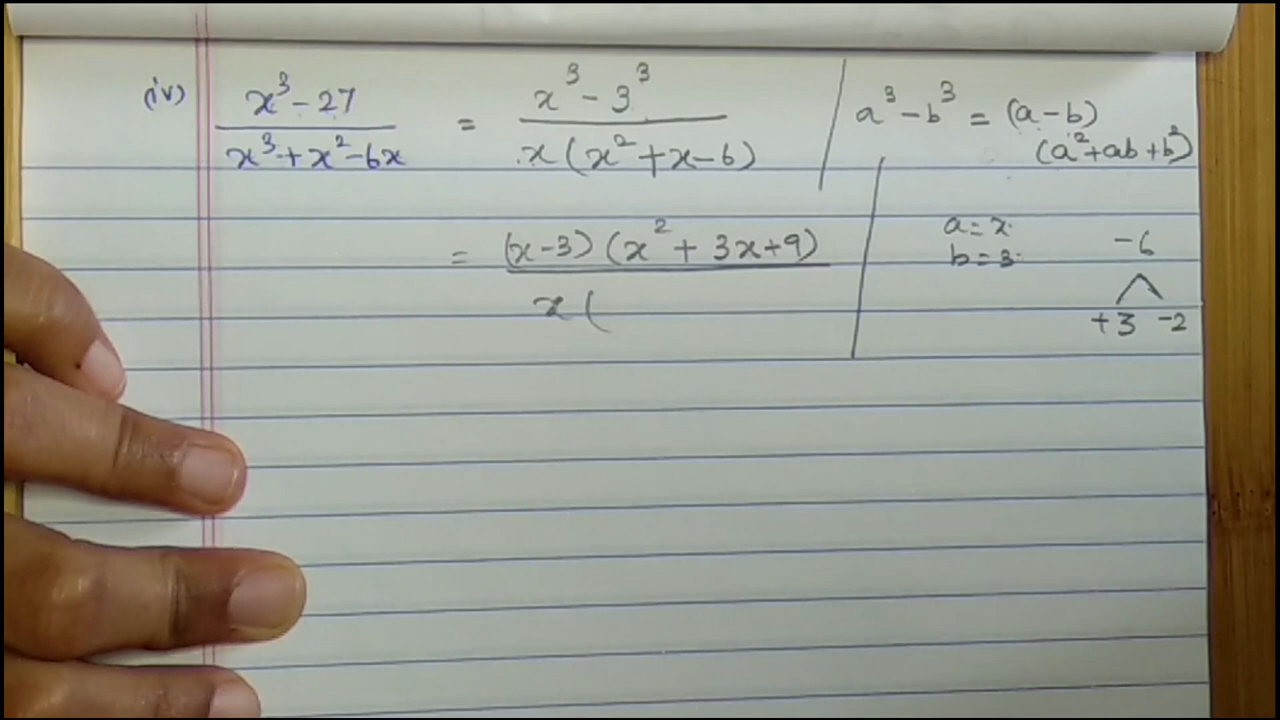 (iv) x³ - 27 / x³ + x² - 6x = x³ - 3³ / x (x² + x - 6)
= (x - 3) (x² + 3x + 9) / x (
a³ - b³ = (a - b)
(a² + ab + b²)
a = x
b = 3
-6
+3 -2